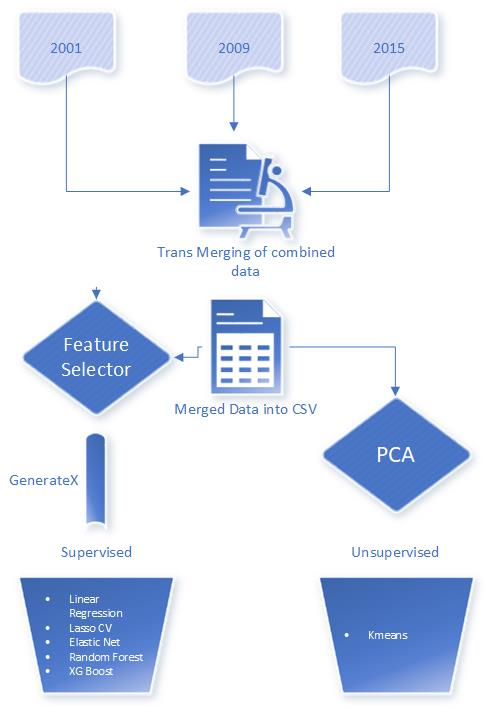 2001
2009
2015
Trans Merging of combined
data
Feature
Selector
Merged Data into CSV
PCA
GenerateX
Supervised
Unsupervised
• Linear
Regression
• Lasso CV
• Elastic Net
• Random Forest
• XG Boost
• Kmeans